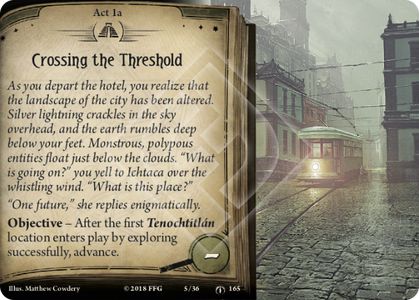 Act 1a
Crossing the Threshold
As you depart the hotel, you realize that
the landscape of the city has been altered.
Silver lightning crackles in the sky
overhead, and the earth rumbles deep
below your feet. Monstrous, polypous
entities float just below the clouds. “What
is going on?” you yell to Ichtaca over the
whistling wind. “What is this place?”
“One future,” she replies enigmatically.
Objective – After the first Tenochtitlán
location enters play by exploring
successfully, advance.
–
Illus. Matthew Cowdery © 2018 FFG 5/36 165